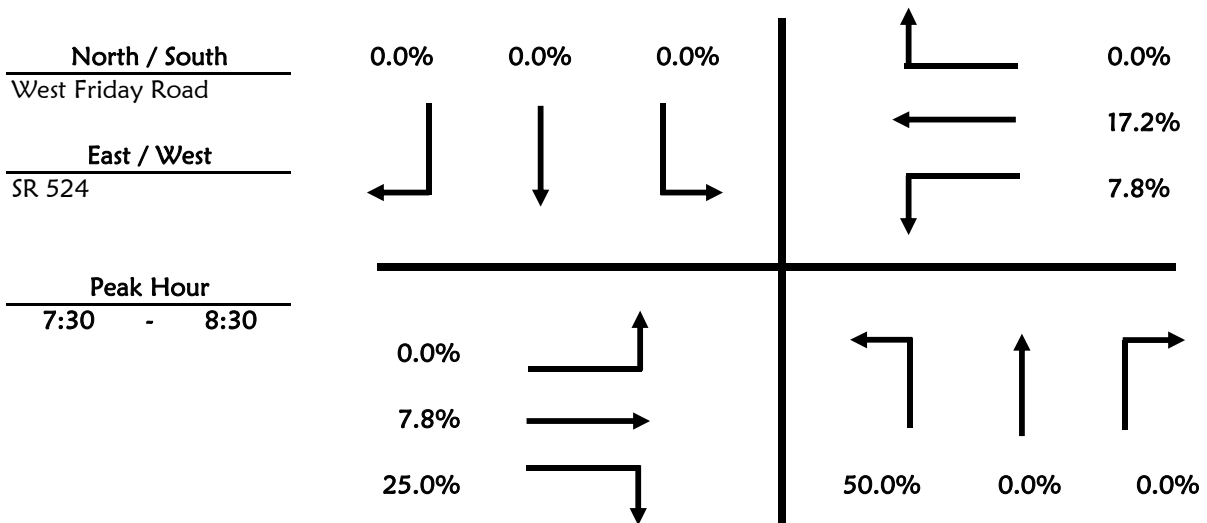 North / South
West Friday Road
East / West
SR 524
Peak Hour
7:30 - 8:30
0.0% 0.0% 0.0%
0.0%
17.2%
7.8%
0.0%
7.8%
25.0%
50.0% 0.0% 0.0%